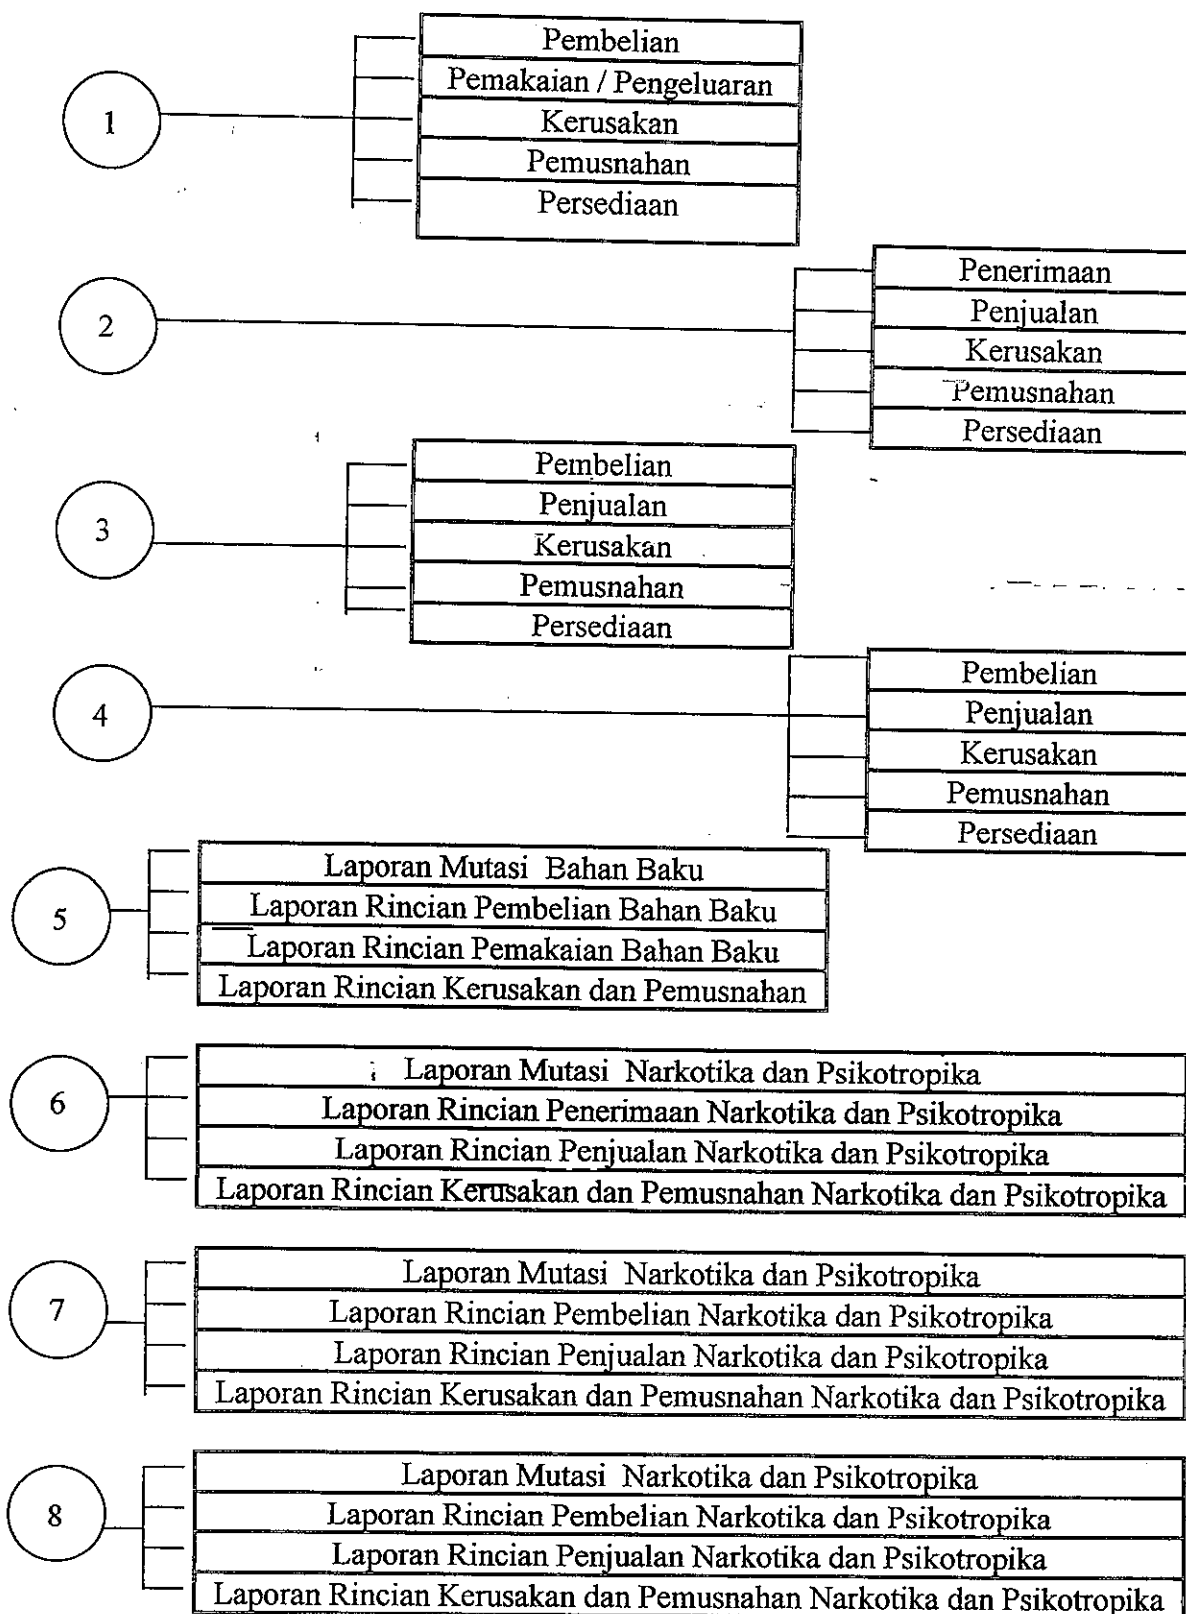 1
Pembelian
Pemakaian / Pengeluaran
Kerusakan
Pemusnahan
Persediaan
2
Penerimaan
Penjualan
Kerusakan
Pemusnahan
Persediaan
3
Pembelian
Penjualan
Kerusakan
Pemusnahan
Persediaan
4
Pembelian
Penjualan
Kerusakan
Pemusnahan
Persediaan
5
Laporan Mutasi Bahan Baku
Laporan Rincian Pembelian Bahan Baku
Laporan Rincian Pemakaian Bahan Baku
Laporan Rincian Kerusakan dan Pemusnahan
6
Laporan Mutasi Narkotika dan Psikotropika
Laporan Rincian Penerimaan Narkotika dan Psikotropika
Laporan Rincian Penjualan Narkotika dan Psikotropika
Laporan Rincian Kerusakan dan Pemusnahan Narkotika dan Psikotropika
7
Laporan Mutasi Narkotika dan Psikotropika
Laporan Rincian Pembelian Narkotika dan Psikotropika
Laporan Rincian Penjualan Narkotika dan Psikotropika
Laporan Rincian Kerusakan dan Pemusnahan Narkotika dan Psikotropika
8
Laporan Mutasi Narkotika dan Psikotropika
Laporan Rincian Pembelian Narkotika dan Psikotropika
Laporan Rincian Penjualan Narkotika dan Psikotropika
Laporan Rincian Kerusakan dan Pemusnahan Narkotika dan Psikotropika